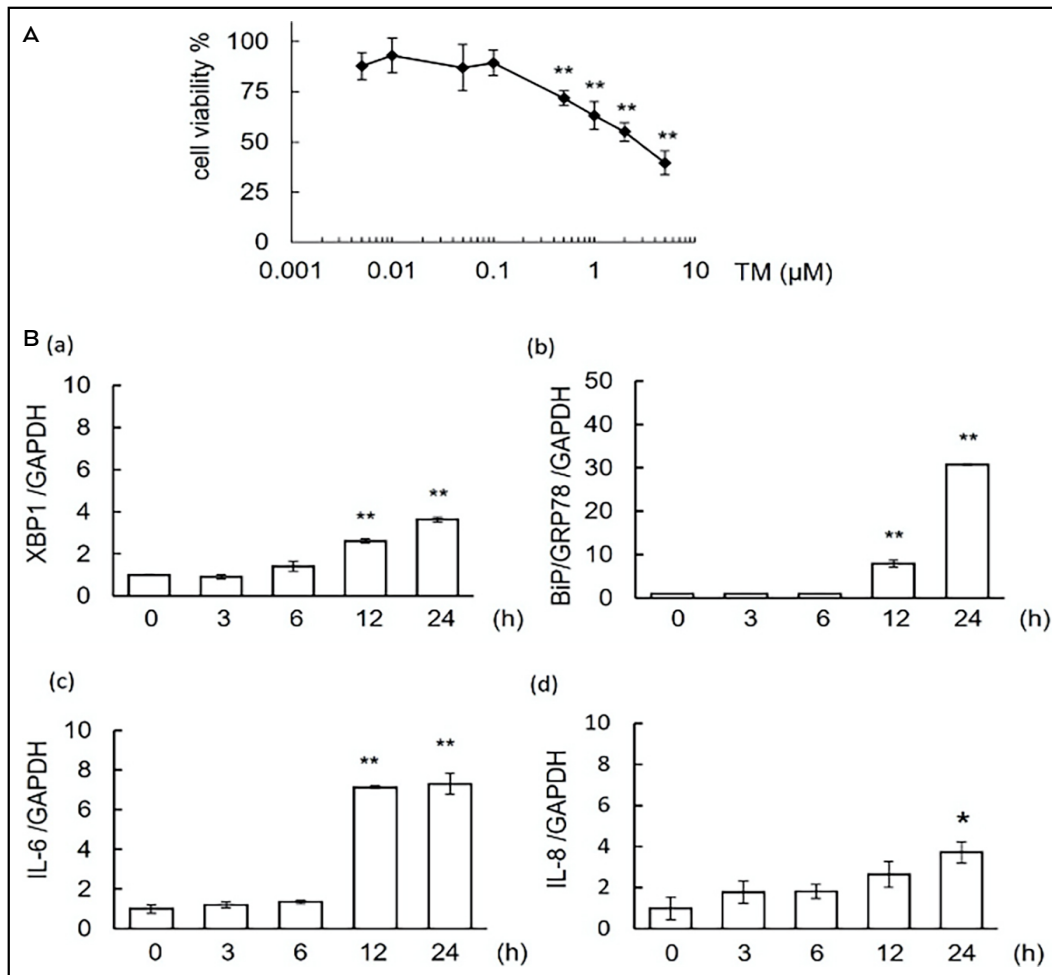 A
cell viability %
100
75
50
25
0
** ** ** **
0.001 0.01 0.1 1 10 TM (µM)
B (a)
XBP1 /GAPDH
10
8
6
4
2
0
** **
0 3 6 12 24 (h)
(b)
BiP/GRP78 /GAPDH
50
40
30
20
10
0
** **
0 3 6 12 24 (h)
(c)
IL-6 /GAPDH
10
8
6
4
2
0
** **
0 3 6 12 24 (h)
(d)
IL-8 /GAPDH
10
8
6
4
2
0
*
0 3 6 12 24 (h)